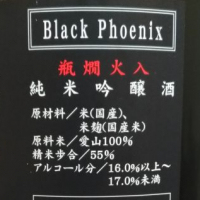 Black Phoenix
瓶燗火入
純米吟醸酒
原材料／米(国産)、
米麹(国産米)
原料米／愛山100%
精米歩合／55%
アルコール分／16.0%以上～
17.0%未満